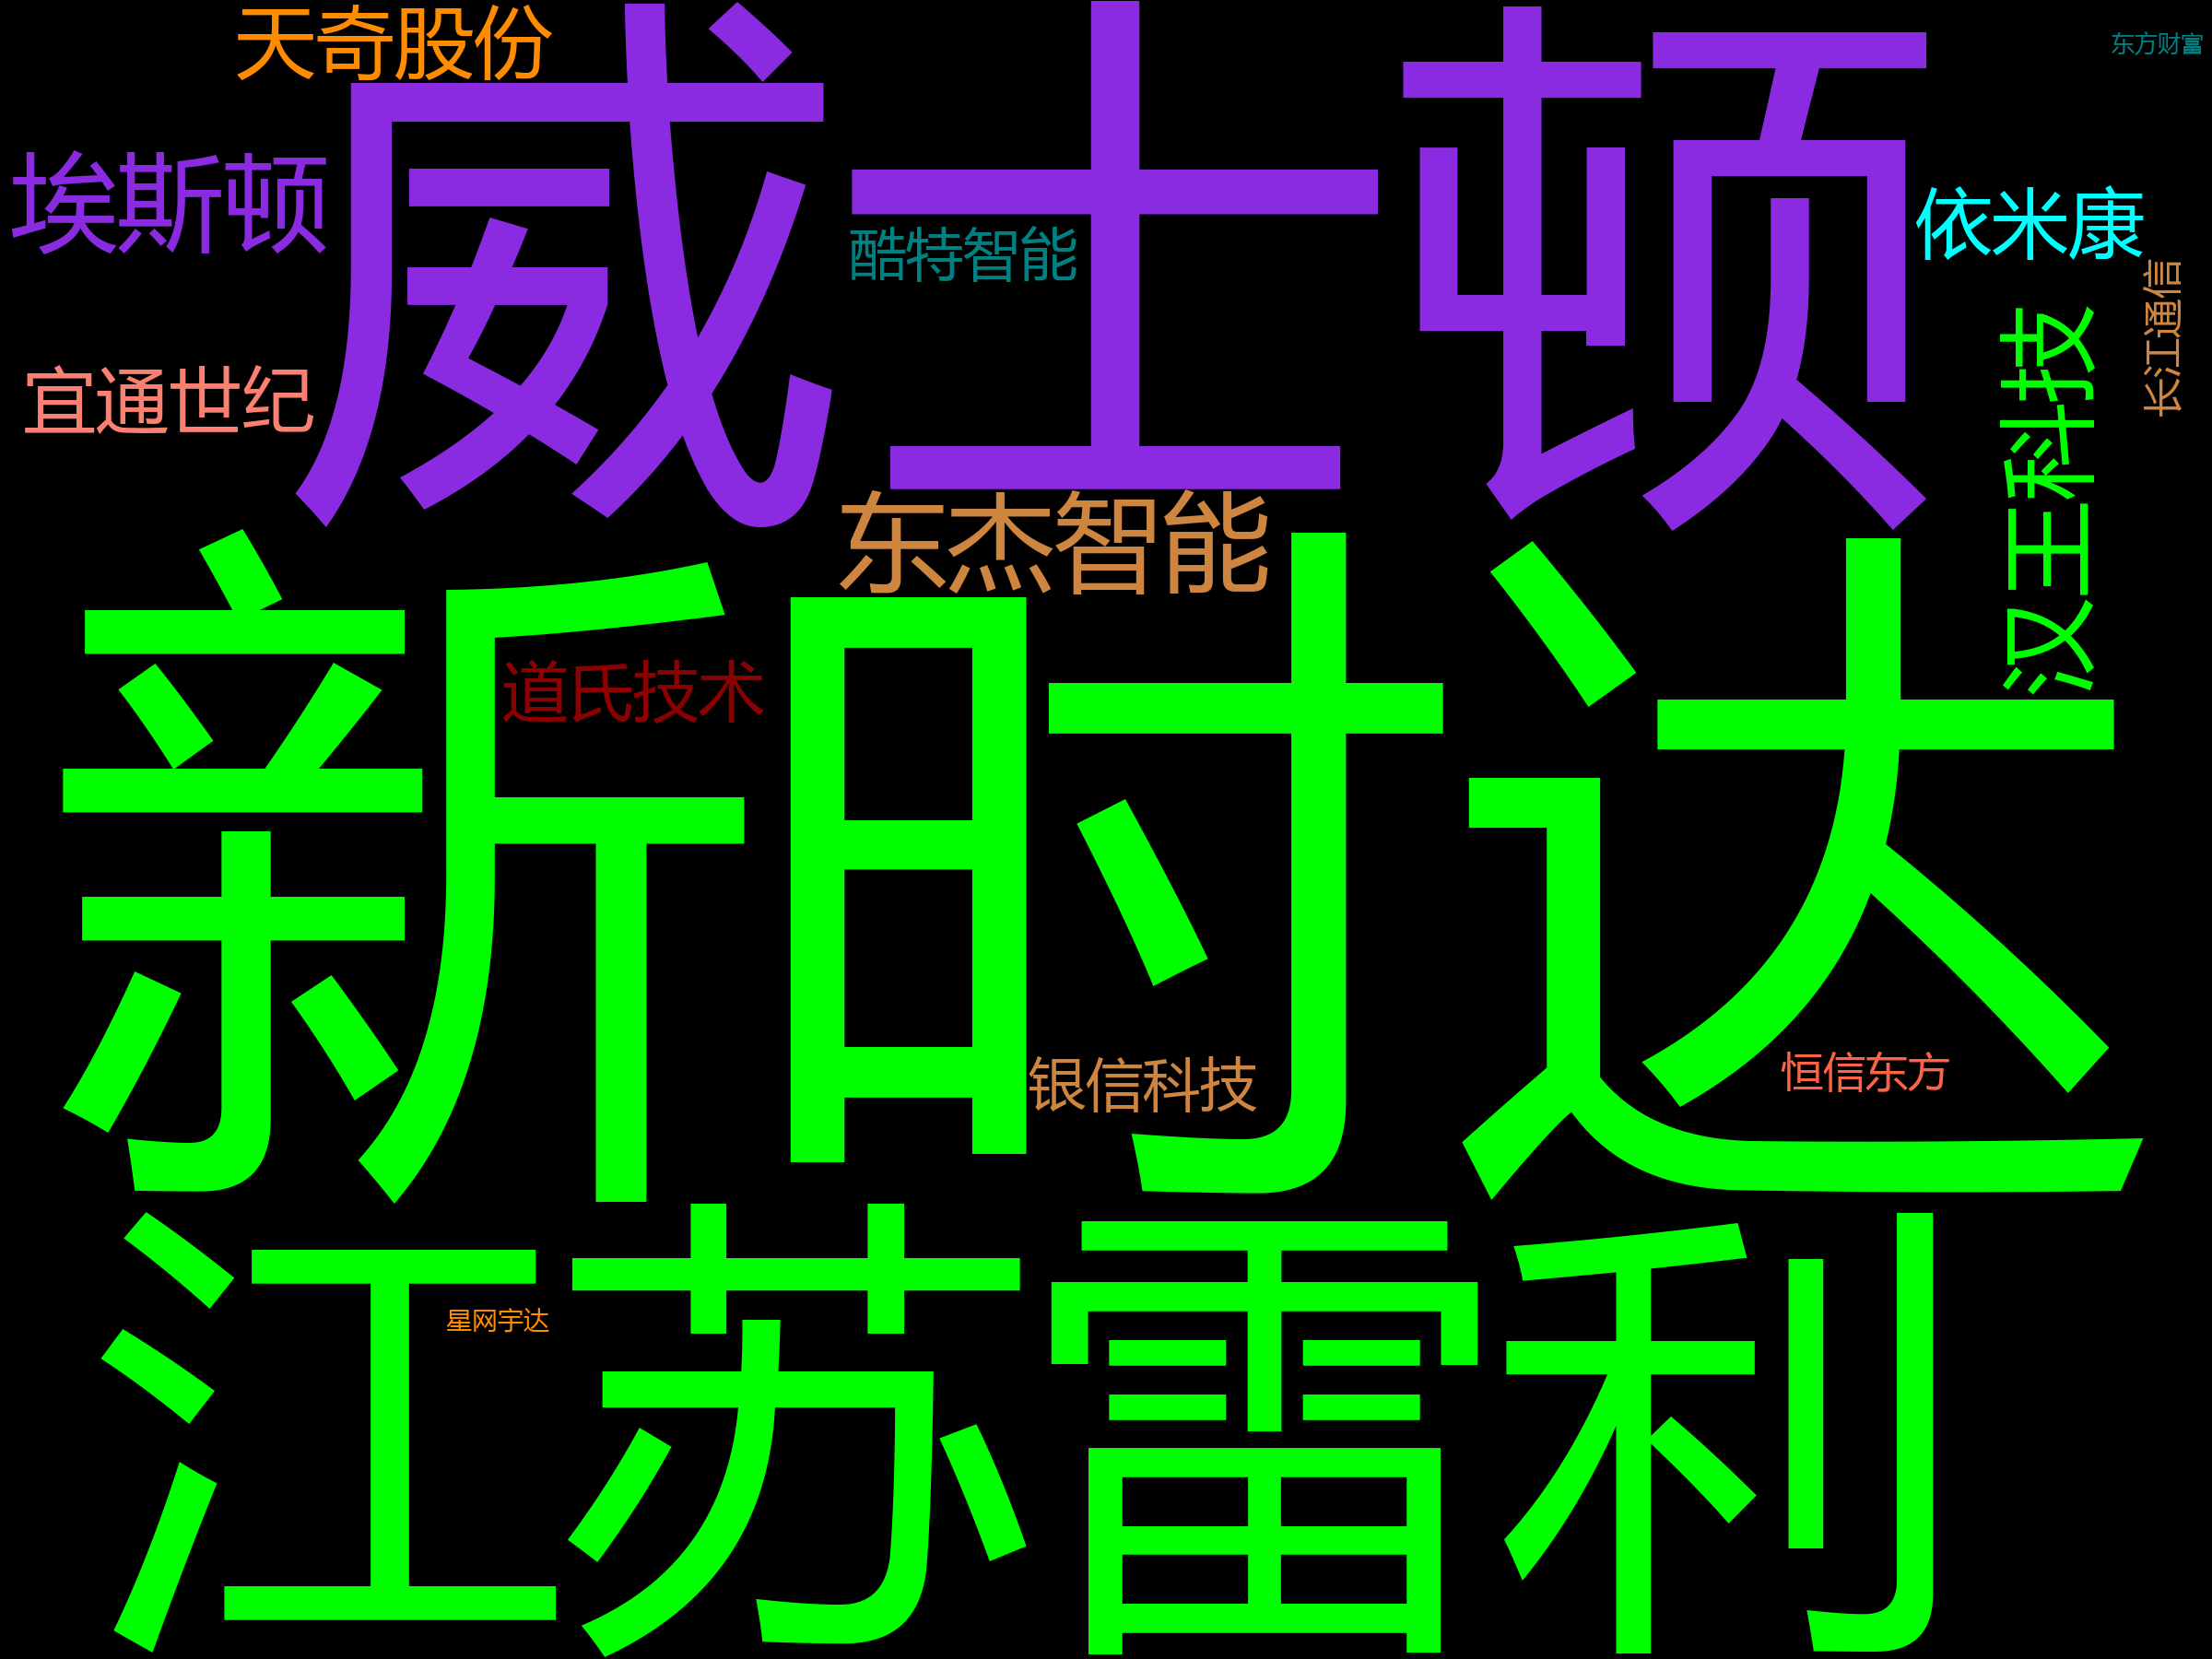 天奇股份
东方财富
威士顿
埃斯顿
依米康
酷特智能
长江通信
宜通世纪
汉王科技
东杰智能
新时达
道氏技术
银信科技
恒信东方
江苏雷利
星网宇达